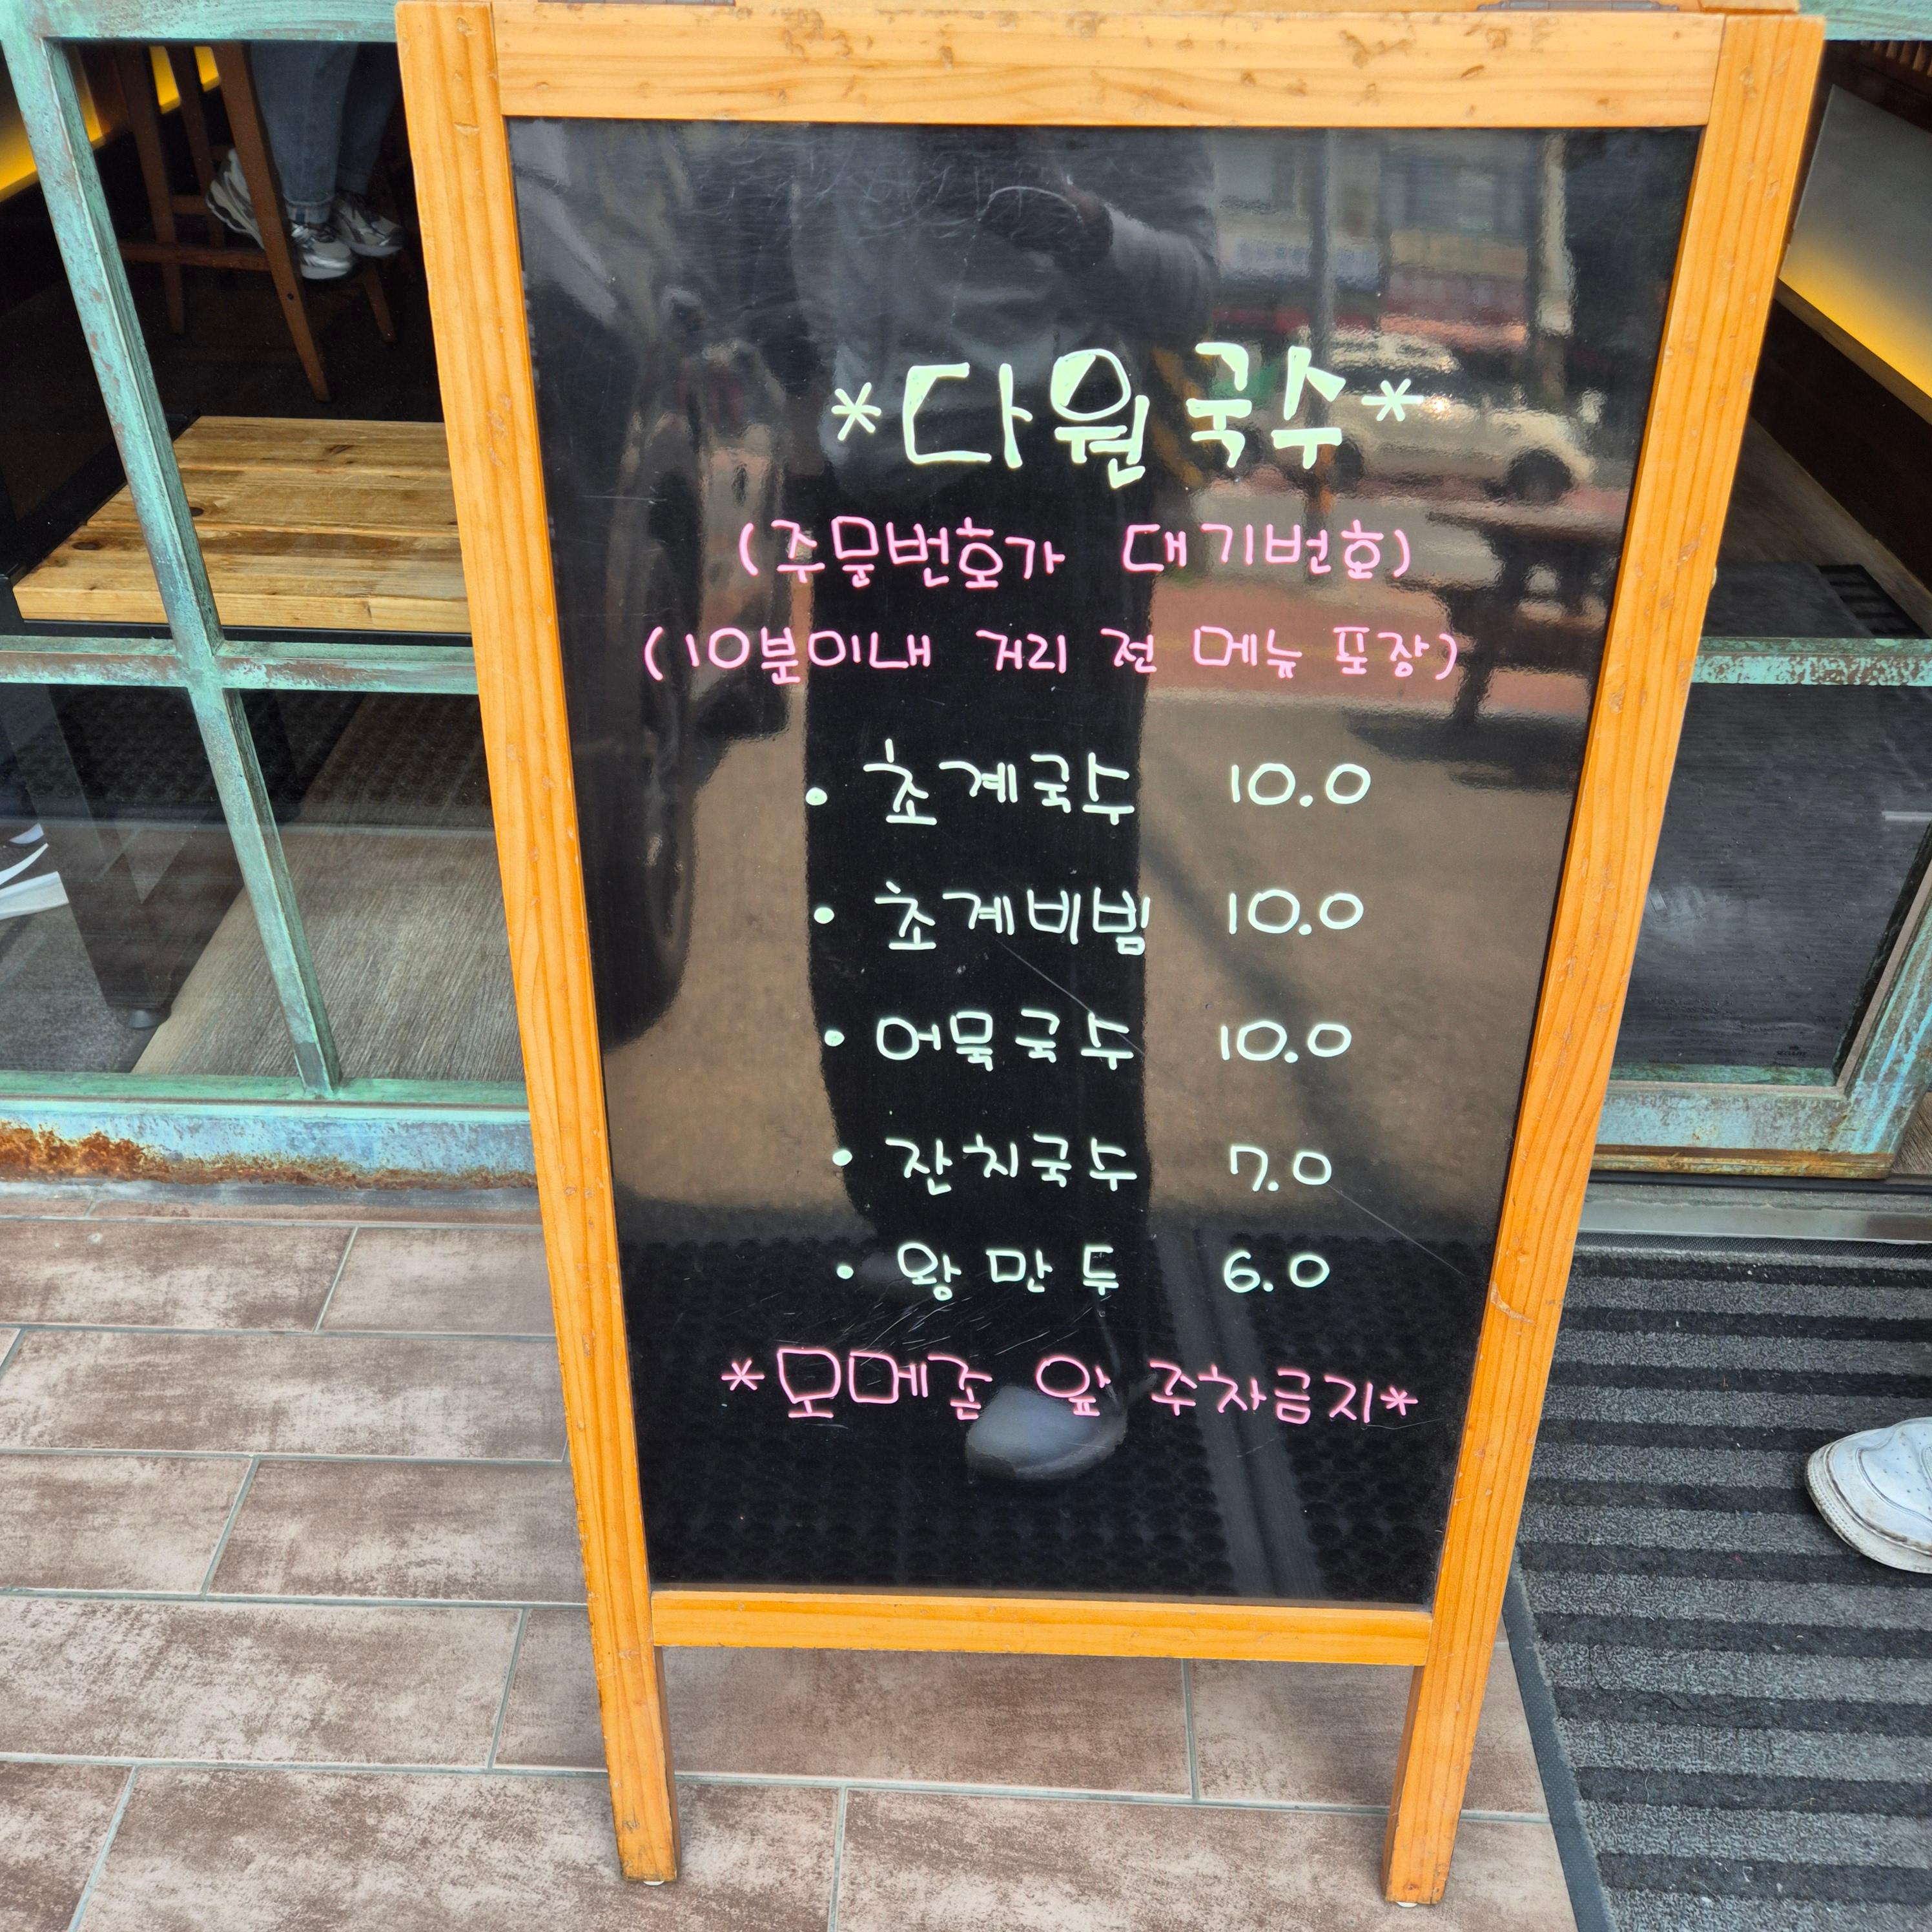 *다원국수*
(주문번호가 대기번호)
(10분이내 거리 전 메뉴 포장)
• 초계국수 10.0
• 초계비빔 10.0
• 어묵국수 10.0
• 잔치국수 7.0
• 왕만두 6.0
*모메존 앞 주차금지*